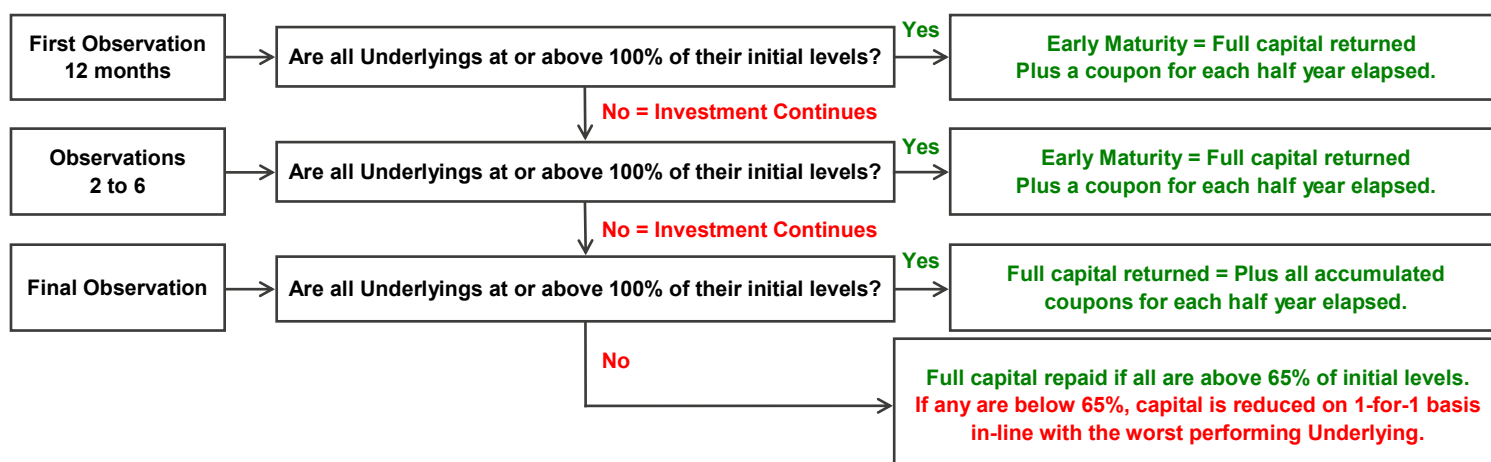 First Observation
12 months
Are all Underlyings at or above 100% of their initial levels?
Yes
Early Maturity = Full capital returned
Plus a coupon for each half year elapsed.
No = Investment Continues
Observations
2 to 6
Are all Underlyings at or above 100% of their initial levels?
Yes
Early Maturity = Full capital returned
Plus a coupon for each half year elapsed.
No = Investment Continues
Final Observation
Are all Underlyings at or above 100% of their initial levels?
Yes
Full capital returned = Plus all accumulated
coupons for each half year elapsed.
No
Full capital repaid if all are above 65% of initial levels.
If any are below 65%, capital is reduced on 1-for-1 basis
in-line with the worst performing Underlying.